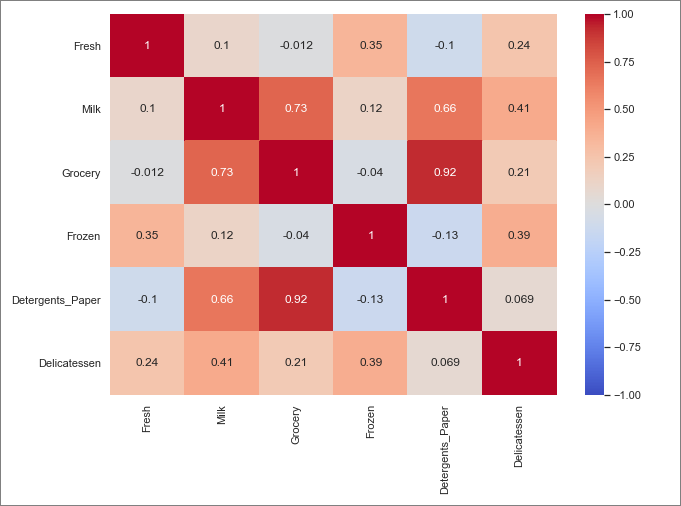 Fresh 1 0.1 -0.012 0.35 -0.1 0.24
Milk 0.1 1 0.73 0.12 0.66 0.41
Grocery -0.012 0.73 1 -0.04 0.92 0.21
Frozen 0.35 0.12 -0.04 1 -0.13 0.39
Detergents_Paper -0.1 0.66 0.92 -0.13 1 0.069
Delicatessen 0.24 0.41 0.21 0.39 0.069 1
Fresh
Milk
Grocery
Frozen
Detergents_Paper
Delicatessen
1.00
0.75
0.50
0.25
0.00
−0.25
−0.50
−0.75
−1.00